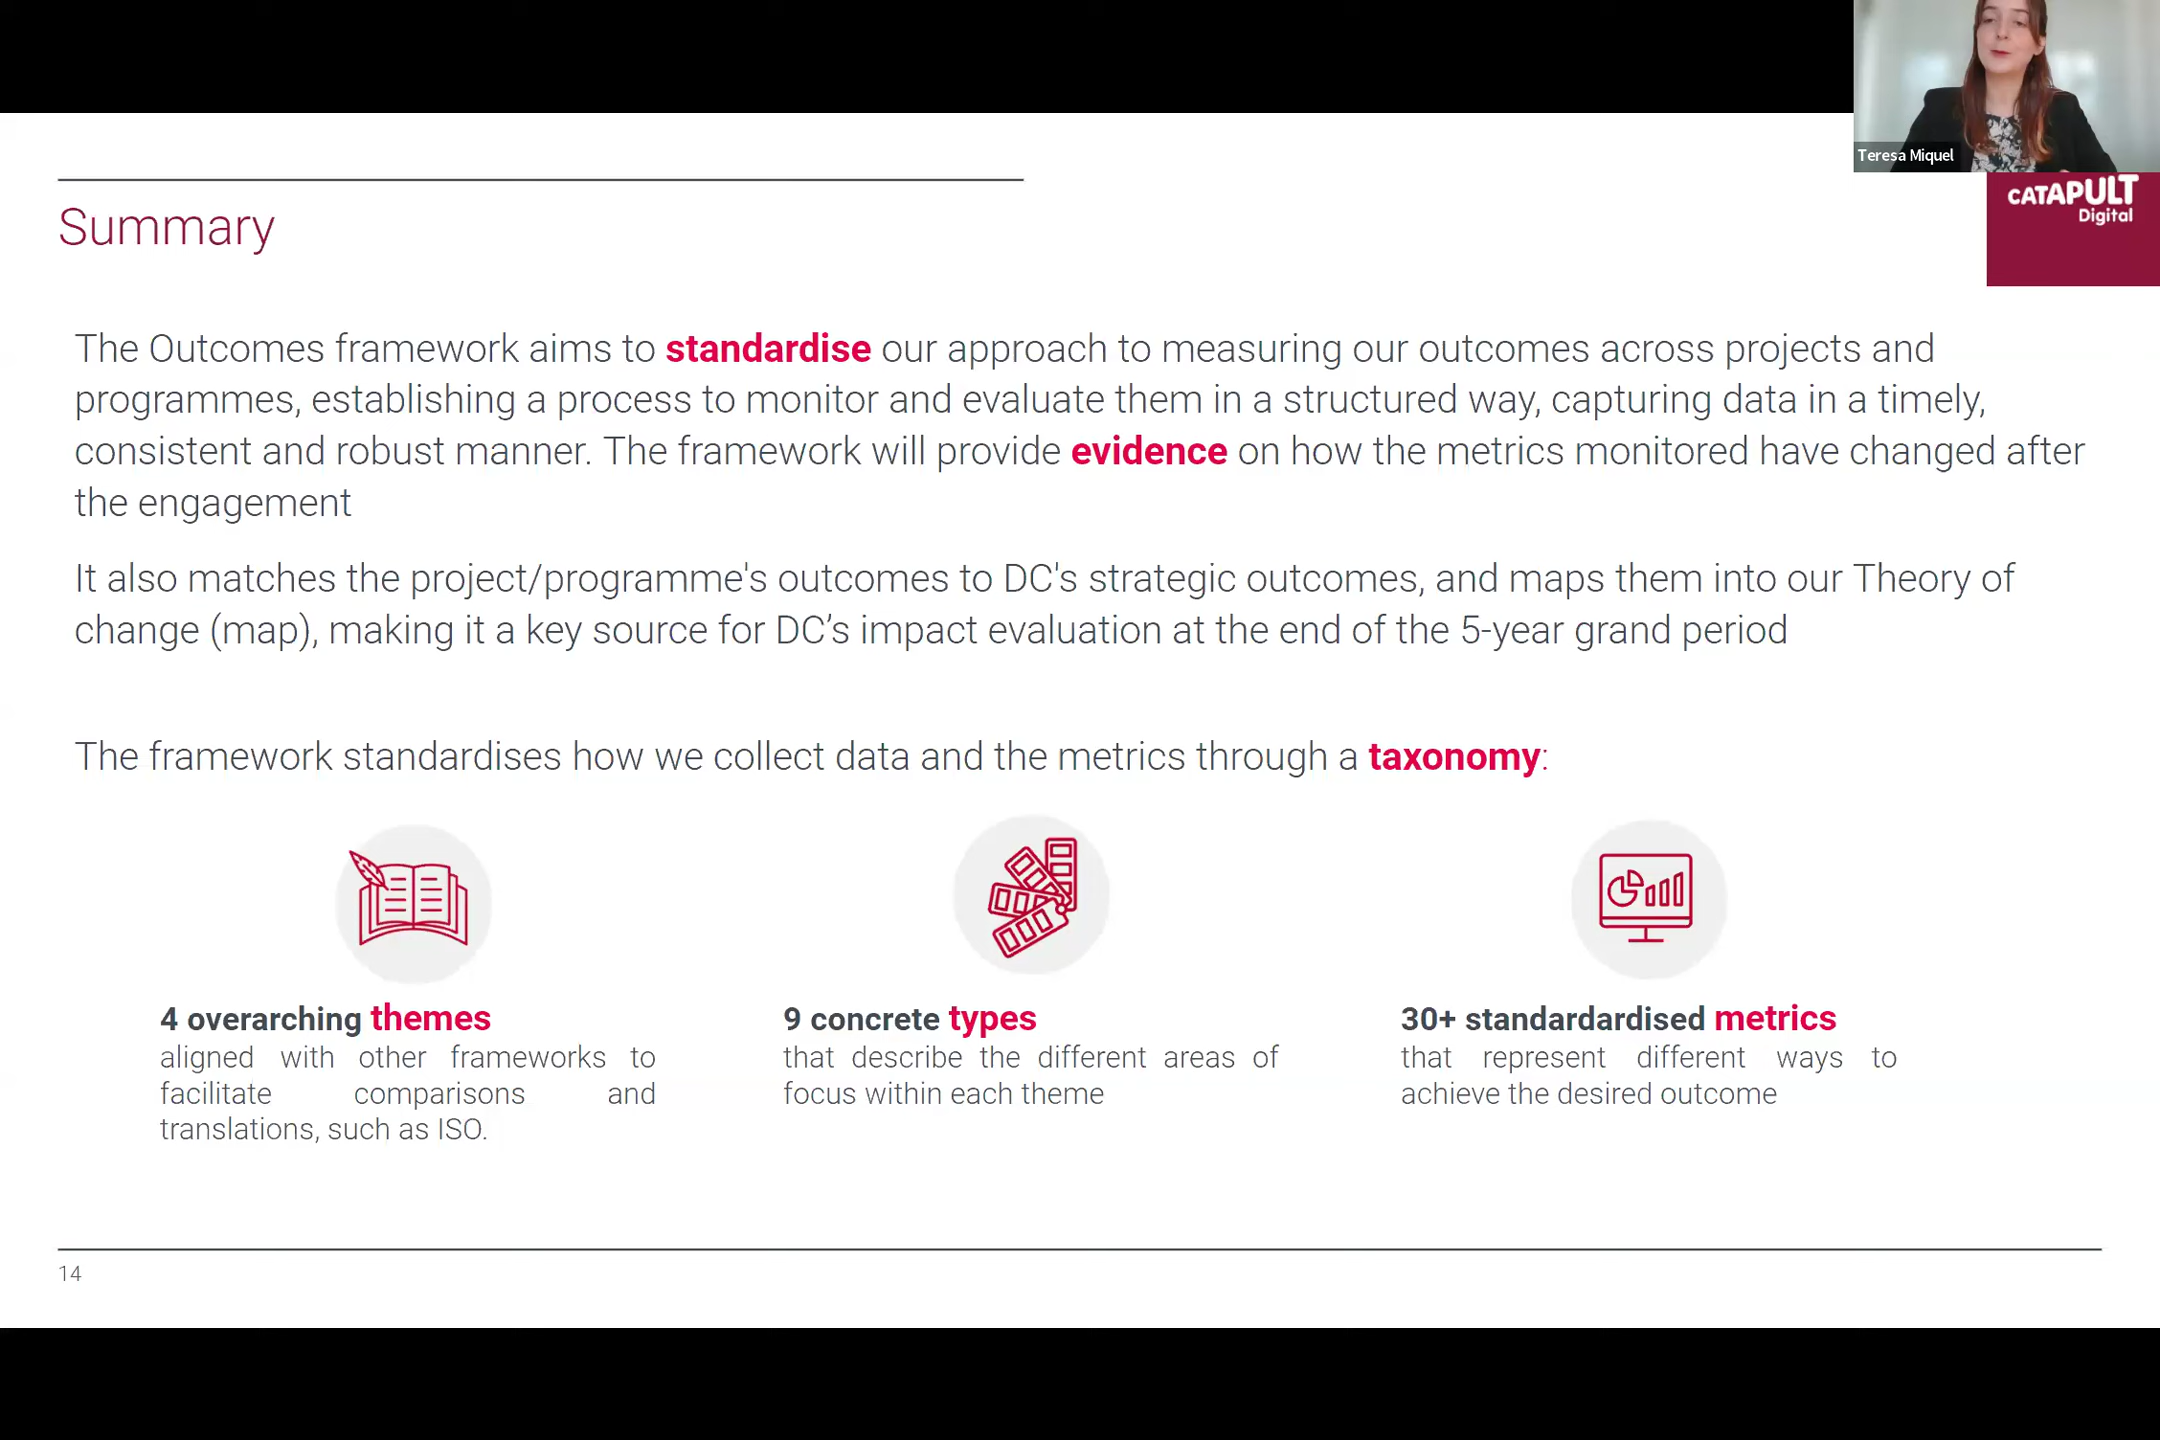 Teresa Miquel
CATAPULT
Digital
Summary
The Outcomes framework aims to standardise our approach to measuring our outcomes across projects and
programmes, establishing a process to monitor and evaluate them in a structured way, capturing data in a timely,
consistent and robust manner. The framework will provide evidence on how the metrics monitored have changed after
the engagement
It also matches the project/programme's outcomes to DC's strategic outcomes, and maps them into our Theory of
change (map), making it a key source for DC’s impact evaluation at the end of the 5-year grand period
The framework standardises how we collect data and the metrics through a taxonomy:
4 overarching themes
aligned with other frameworks to
facilitate comparisons and
translations, such as ISO.
9 concrete types
that describe the different areas of
focus within each theme
30+ standardardised metrics
that represent different ways to
achieve the desired outcome
14